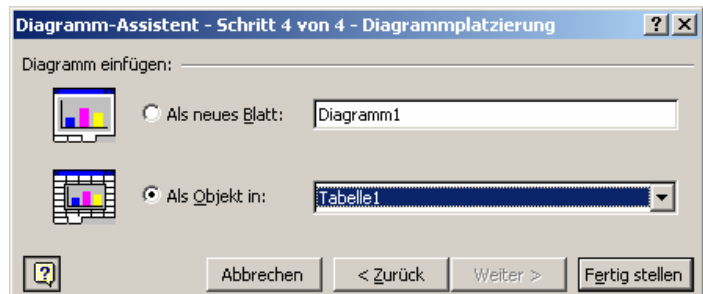 Diagramm-Assistent - Schritt 4 von 4 - Diagrammplatzierung
Diagramm einfügen:
Als neues Blatt: Diagramm1
Als Objekt in: Tabelle1
Abbrechen < Zurück Weiter > Fertig stellen